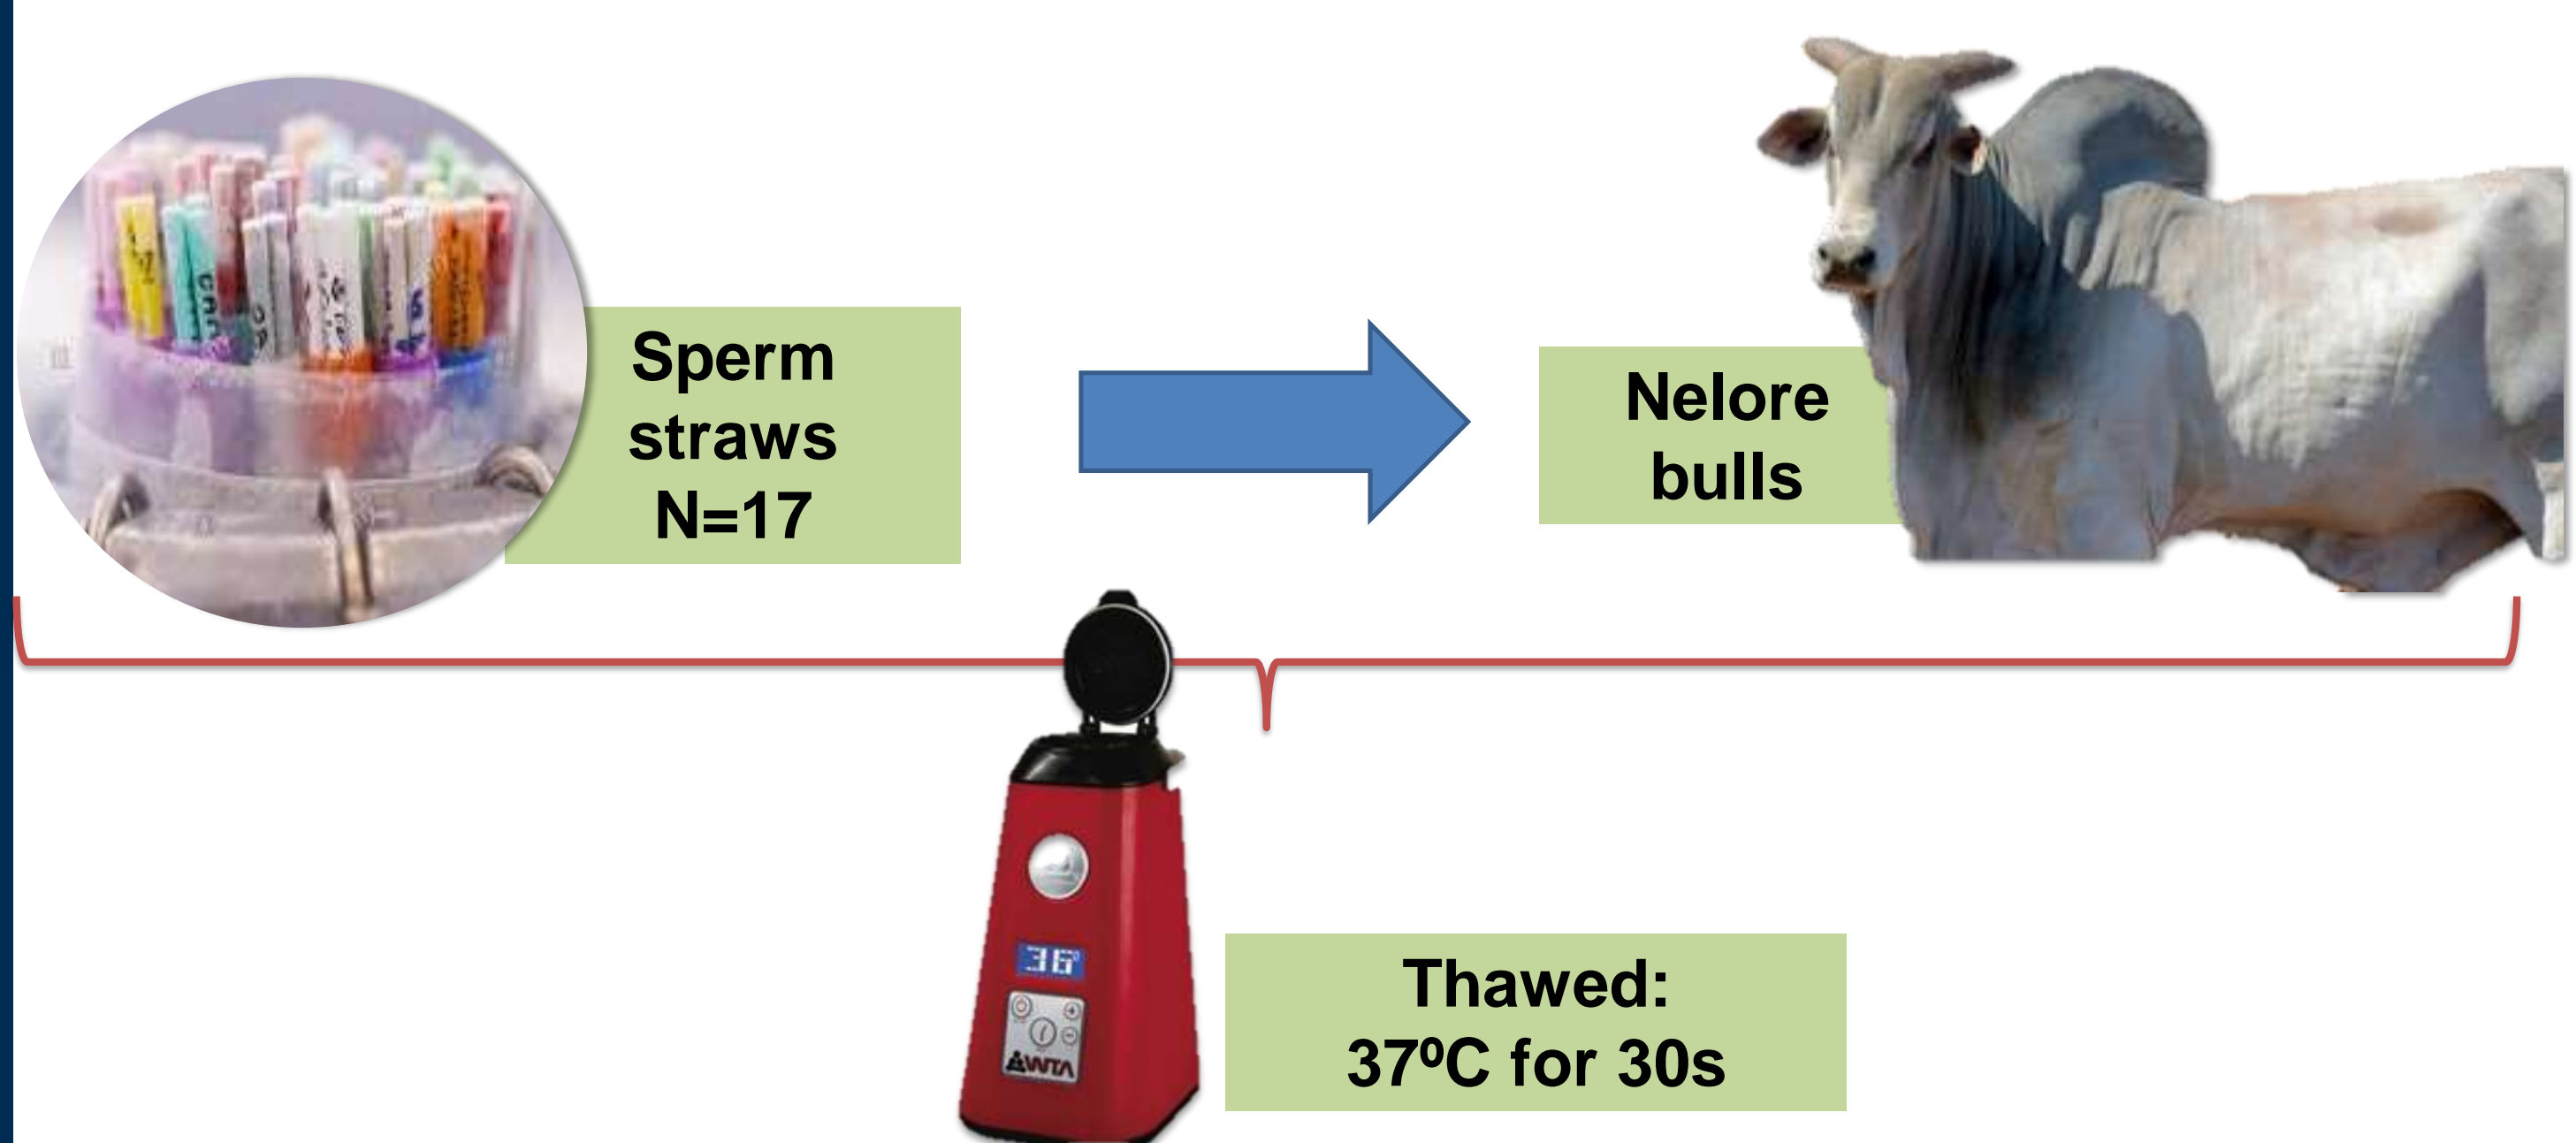 Sperm
straws
N=17
Nelore
bulls
36°
WTA
Thawed:
37ºC for 30s